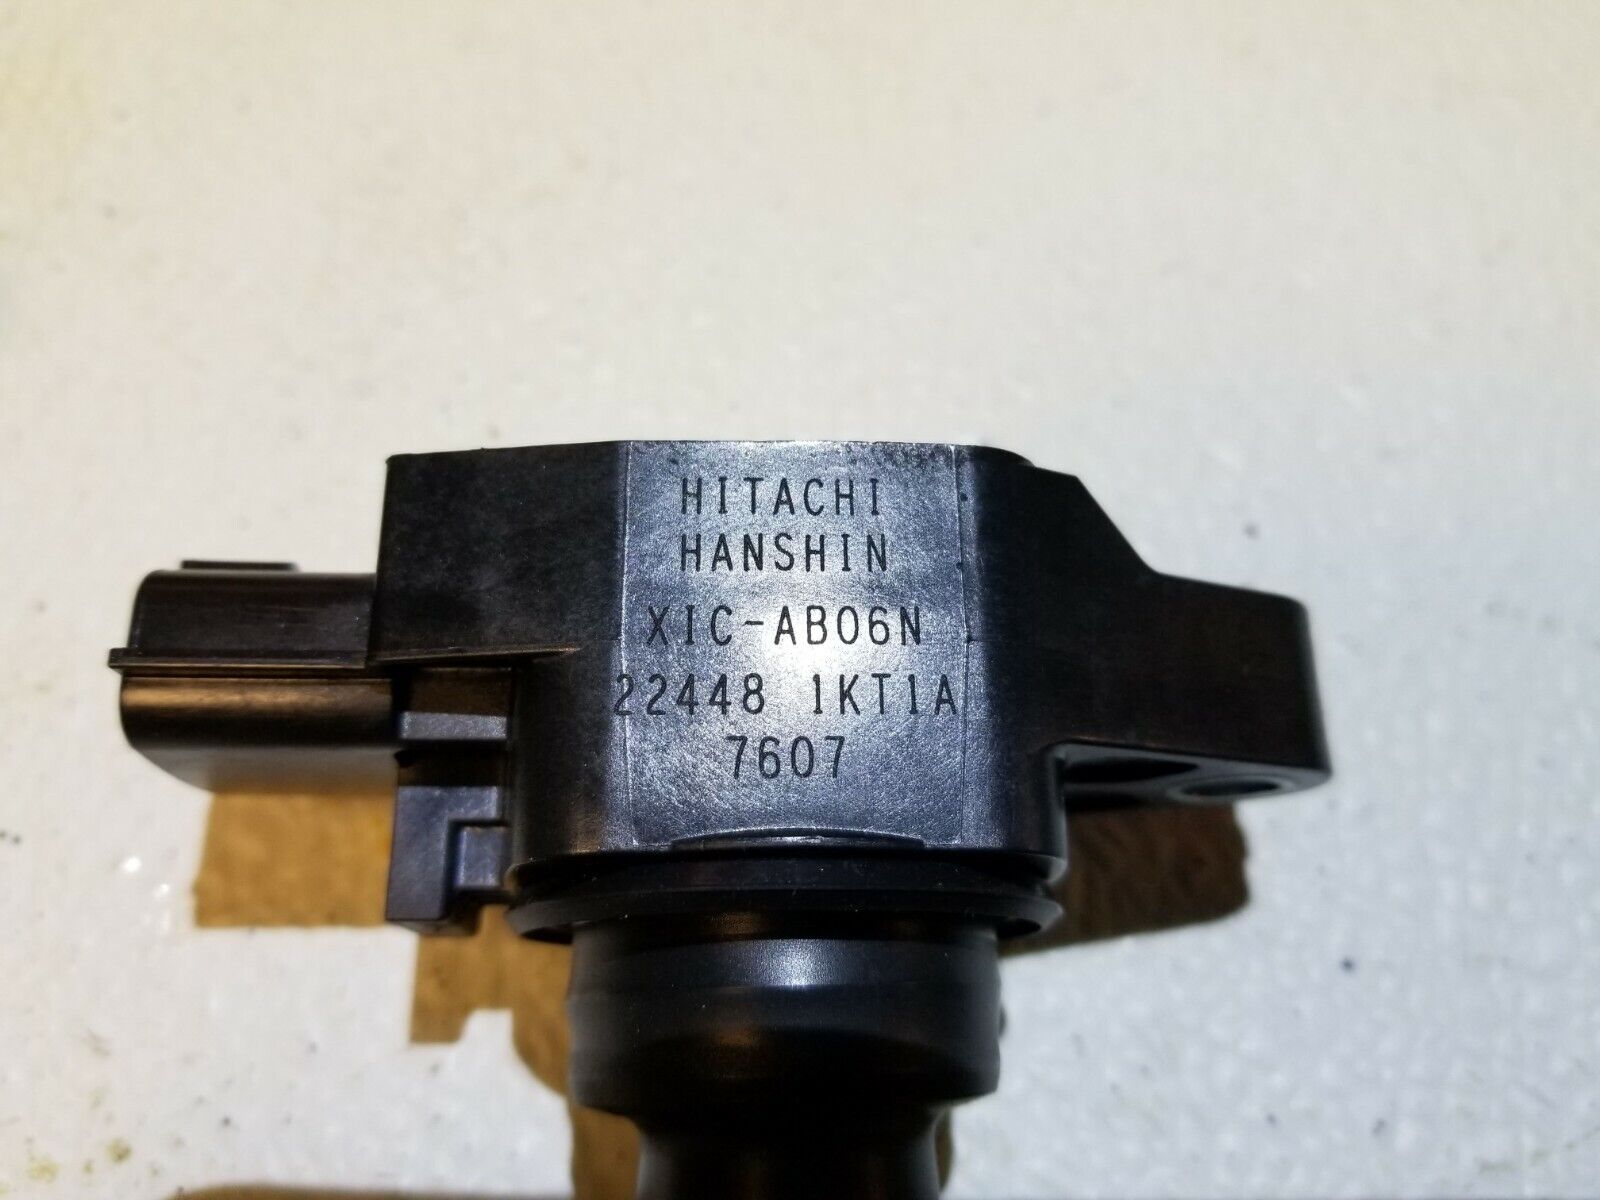 HITACHI
HANSHIN
XIC-AB06N
22448 1KT1A
7607